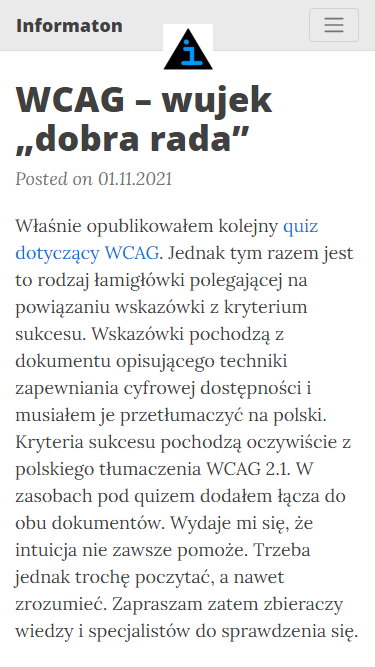 Informaton
i
WCAG – wujek
„dobra rada”
Posted on 01.11.2021
Właśnie opublikowałem kolejny quiz
dotyczący WCAG. Jednak tym razem jest
to rodzaj łamigłówki polegającej na
powiązaniu wskazówki z kryterium
sukcesu. Wskazówki pochodzą z
dokumentu opisującego techniki
zapewniania cyfrowej dostępności i
musiałem je przetłumaczyć na polski.
Kryteria sukcesu pochodzą oczywiście z
polskiego tłumaczenia WCAG 2.1. W
zasobach pod quizem dodałem łącza do
obu dokumentów. Wydaje mi się, że
intuicja nie zawsze pomoże. Trzeba
jednak trochę poczytać, a nawet
zrozumieć. Zapraszam zatem zbieraczy
wiedzy i specjalistów do sprawdzenia się.